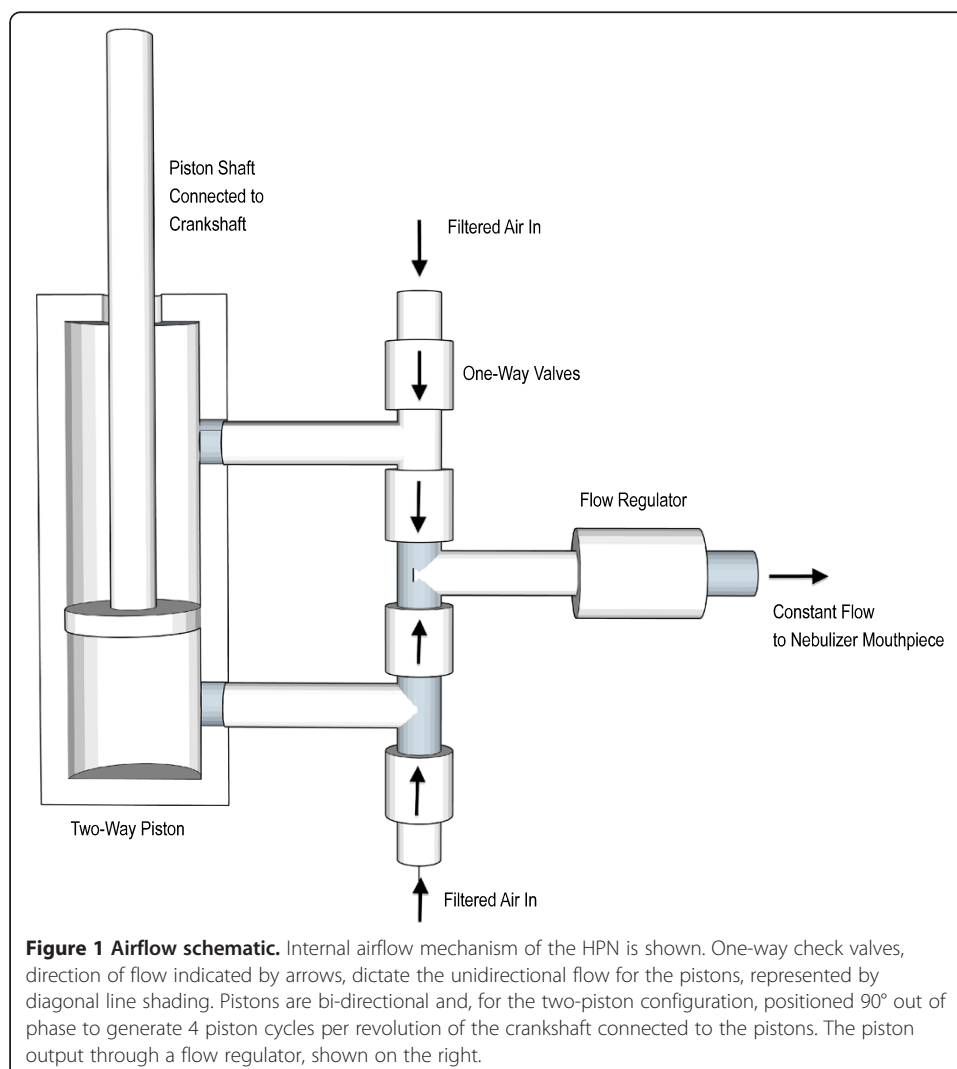 Piston Shaft
Connected to
Crankshaft
Filtered Air In
One-Way Valves
Flow Regulator
Constant Flow
to Nebulizer Mouthpiece
Two-Way Piston
Filtered Air In
Figure 1 Airflow schematic. Internal airflow mechanism of the HPN is shown. One-way check valves,
direction of flow indicated by arrows, dictate the unidirectional flow for the pistons, represented by
diagonal line shading. Pistons are bi-directional and, for the two-piston configuration, positioned 90° out of
phase to generate 4 piston cycles per revolution of the crankshaft connected to the pistons. The piston
output through a flow regulator, shown on the right.